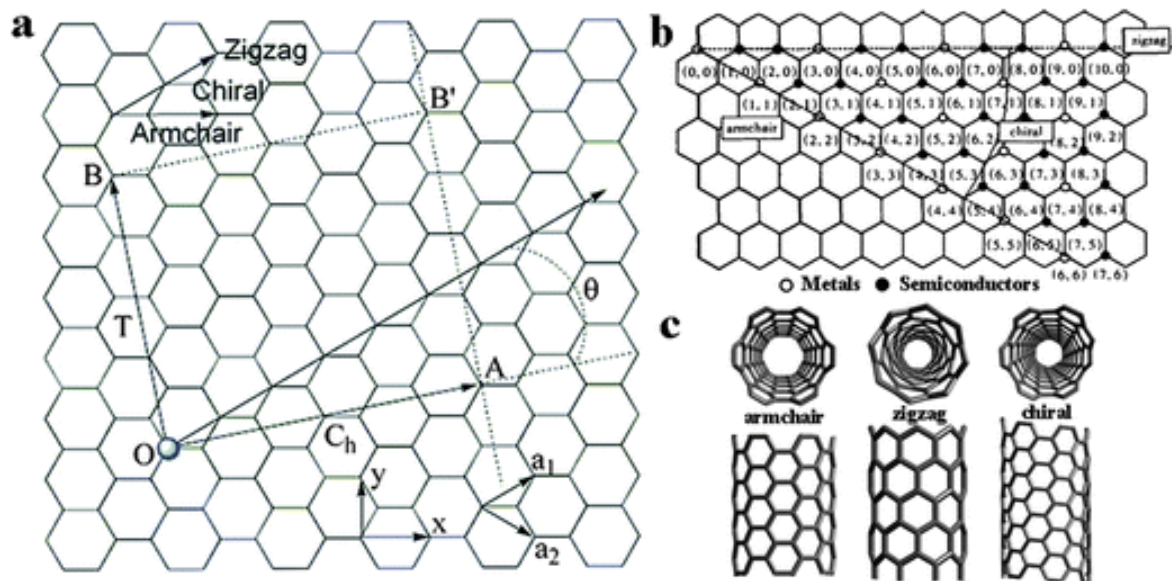 a
Zigzag
Chiral
Armchair
B'
B
θ
T
A
O
C_h
a_1
y
x
a_2
b
zigzag
(0,0) (1,0) (2,0) (3,0) (4,0) (5,0) (6,0) (7,0) (8,0) (9,0) (10,0)
(1,1) (2,1) (3,1) (4,1) (5,1) (6,1) (7,1) (8,1) (9,1)
armchair
chiral
(2,2) (3,2) (4,2) (5,2) (6,2) (8,2) (9,2)
(3,3) (4,3) (5,3) (6,3) (7,3) (8,3)
(4,4) (5,4) (6,4) (7,4) (8,4)
(5,5) (6,5) (7,5)
(6,6) (7,6)
Metals Semiconductors
c
armchair zigzag chiral